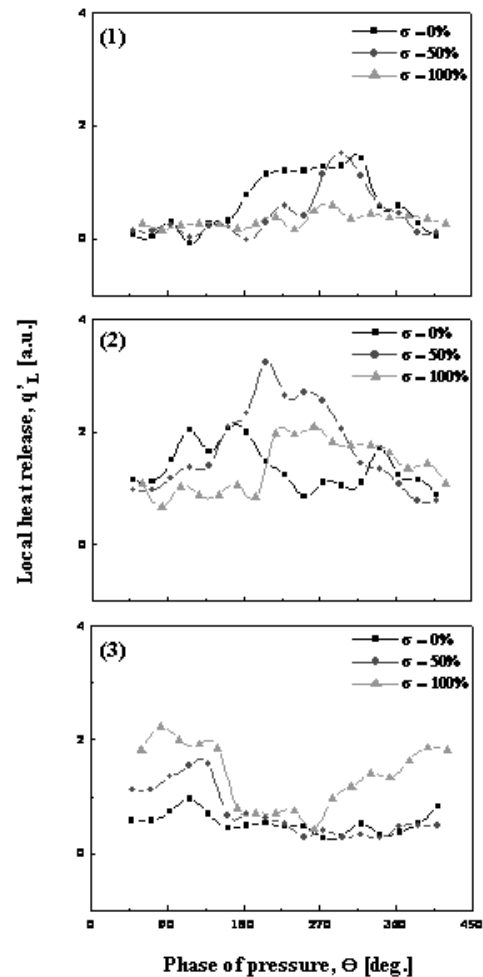 4
(1)
σ = 0%
σ = 50%
σ = 100%
2
0
4
(2)
σ = 0%
σ = 50%
σ = 100%
2
0
Local heat release, q'L [a.u.]
4
(3)
σ = 0%
σ = 50%
σ = 100%
2
0
0 90 180 270 360 450
Phase of pressure, Θ [deg.]